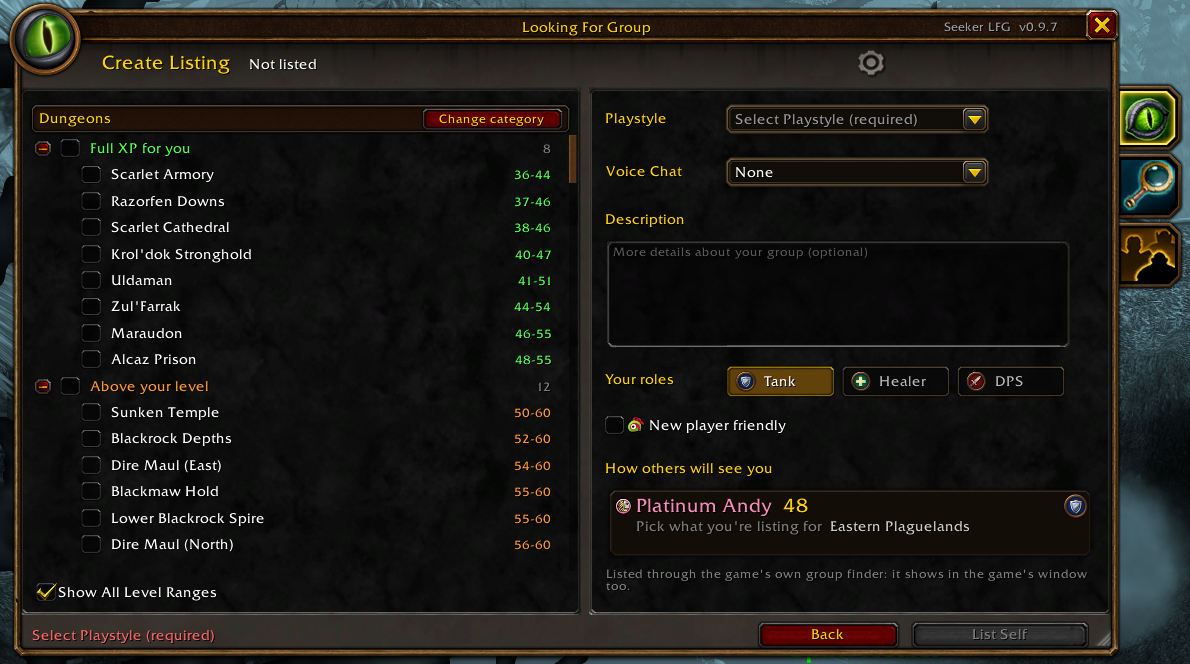 Looking For Group
Seeker LFG v0.9.7
Create Listing Not listed
Dungeons
Change category
Full XP for you 8
Scarlet Armory 36-44
Razorfen Downs 37-46
Scarlet Cathedral 38-46
Krol'dok Stronghold 40-47
Uldaman 41-51
Zul'Farrak 44-54
Maraudon 46-55
Alcaz Prison 48-55
Above your level 12
Sunken Temple 50-60
Blackrock Depths 52-60
Dire Maul (East) 54-60
Blackmaw Hold 55-60
Lower Blackrock Spire 55-60
Dire Maul (North) 56-60
Show All Level Ranges
Select Playstyle (required)
Playstyle Select Playstyle (required)
Voice Chat None
Description
More details about your group (optional)
Your roles Tank Healer DPS
New player friendly
How others will see you
Platinum Andy 48
Pick what you're listing for Eastern Plaguelands
Listed through the game's own group finder: it shows in the game's window
too.
Back
List Self